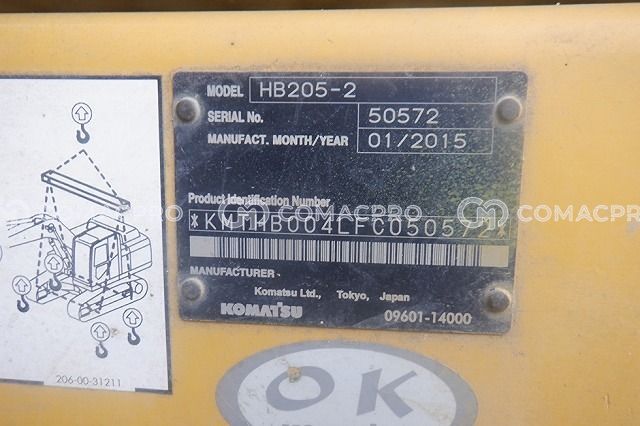 MODEL HB205-2
SERIAL No. 50572
MANUFACT. MONTH/YEAR 01/2015
Product Identification Number
MANUFACTURER
Komatsu Ltd., Tokyo, Japan
KOMATSU 09601-14000
206-00-31211
OK
COMACPRO
COMACPRO
COMACPRO